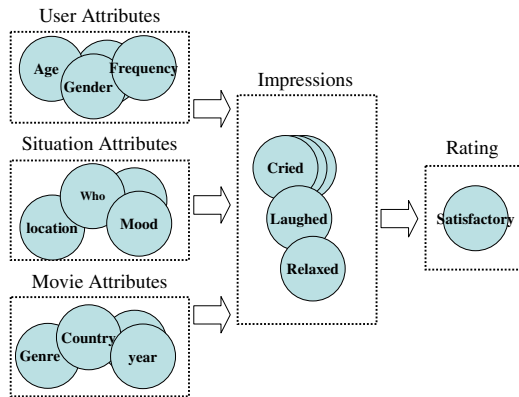 User Attributes
Age
Gender
Frequency
Situation Attributes
location
Who
Mood
Movie Attributes
Genre
Country
year
Impressions
Cried
Laughed
Relaxed
Rating
Satisfactory